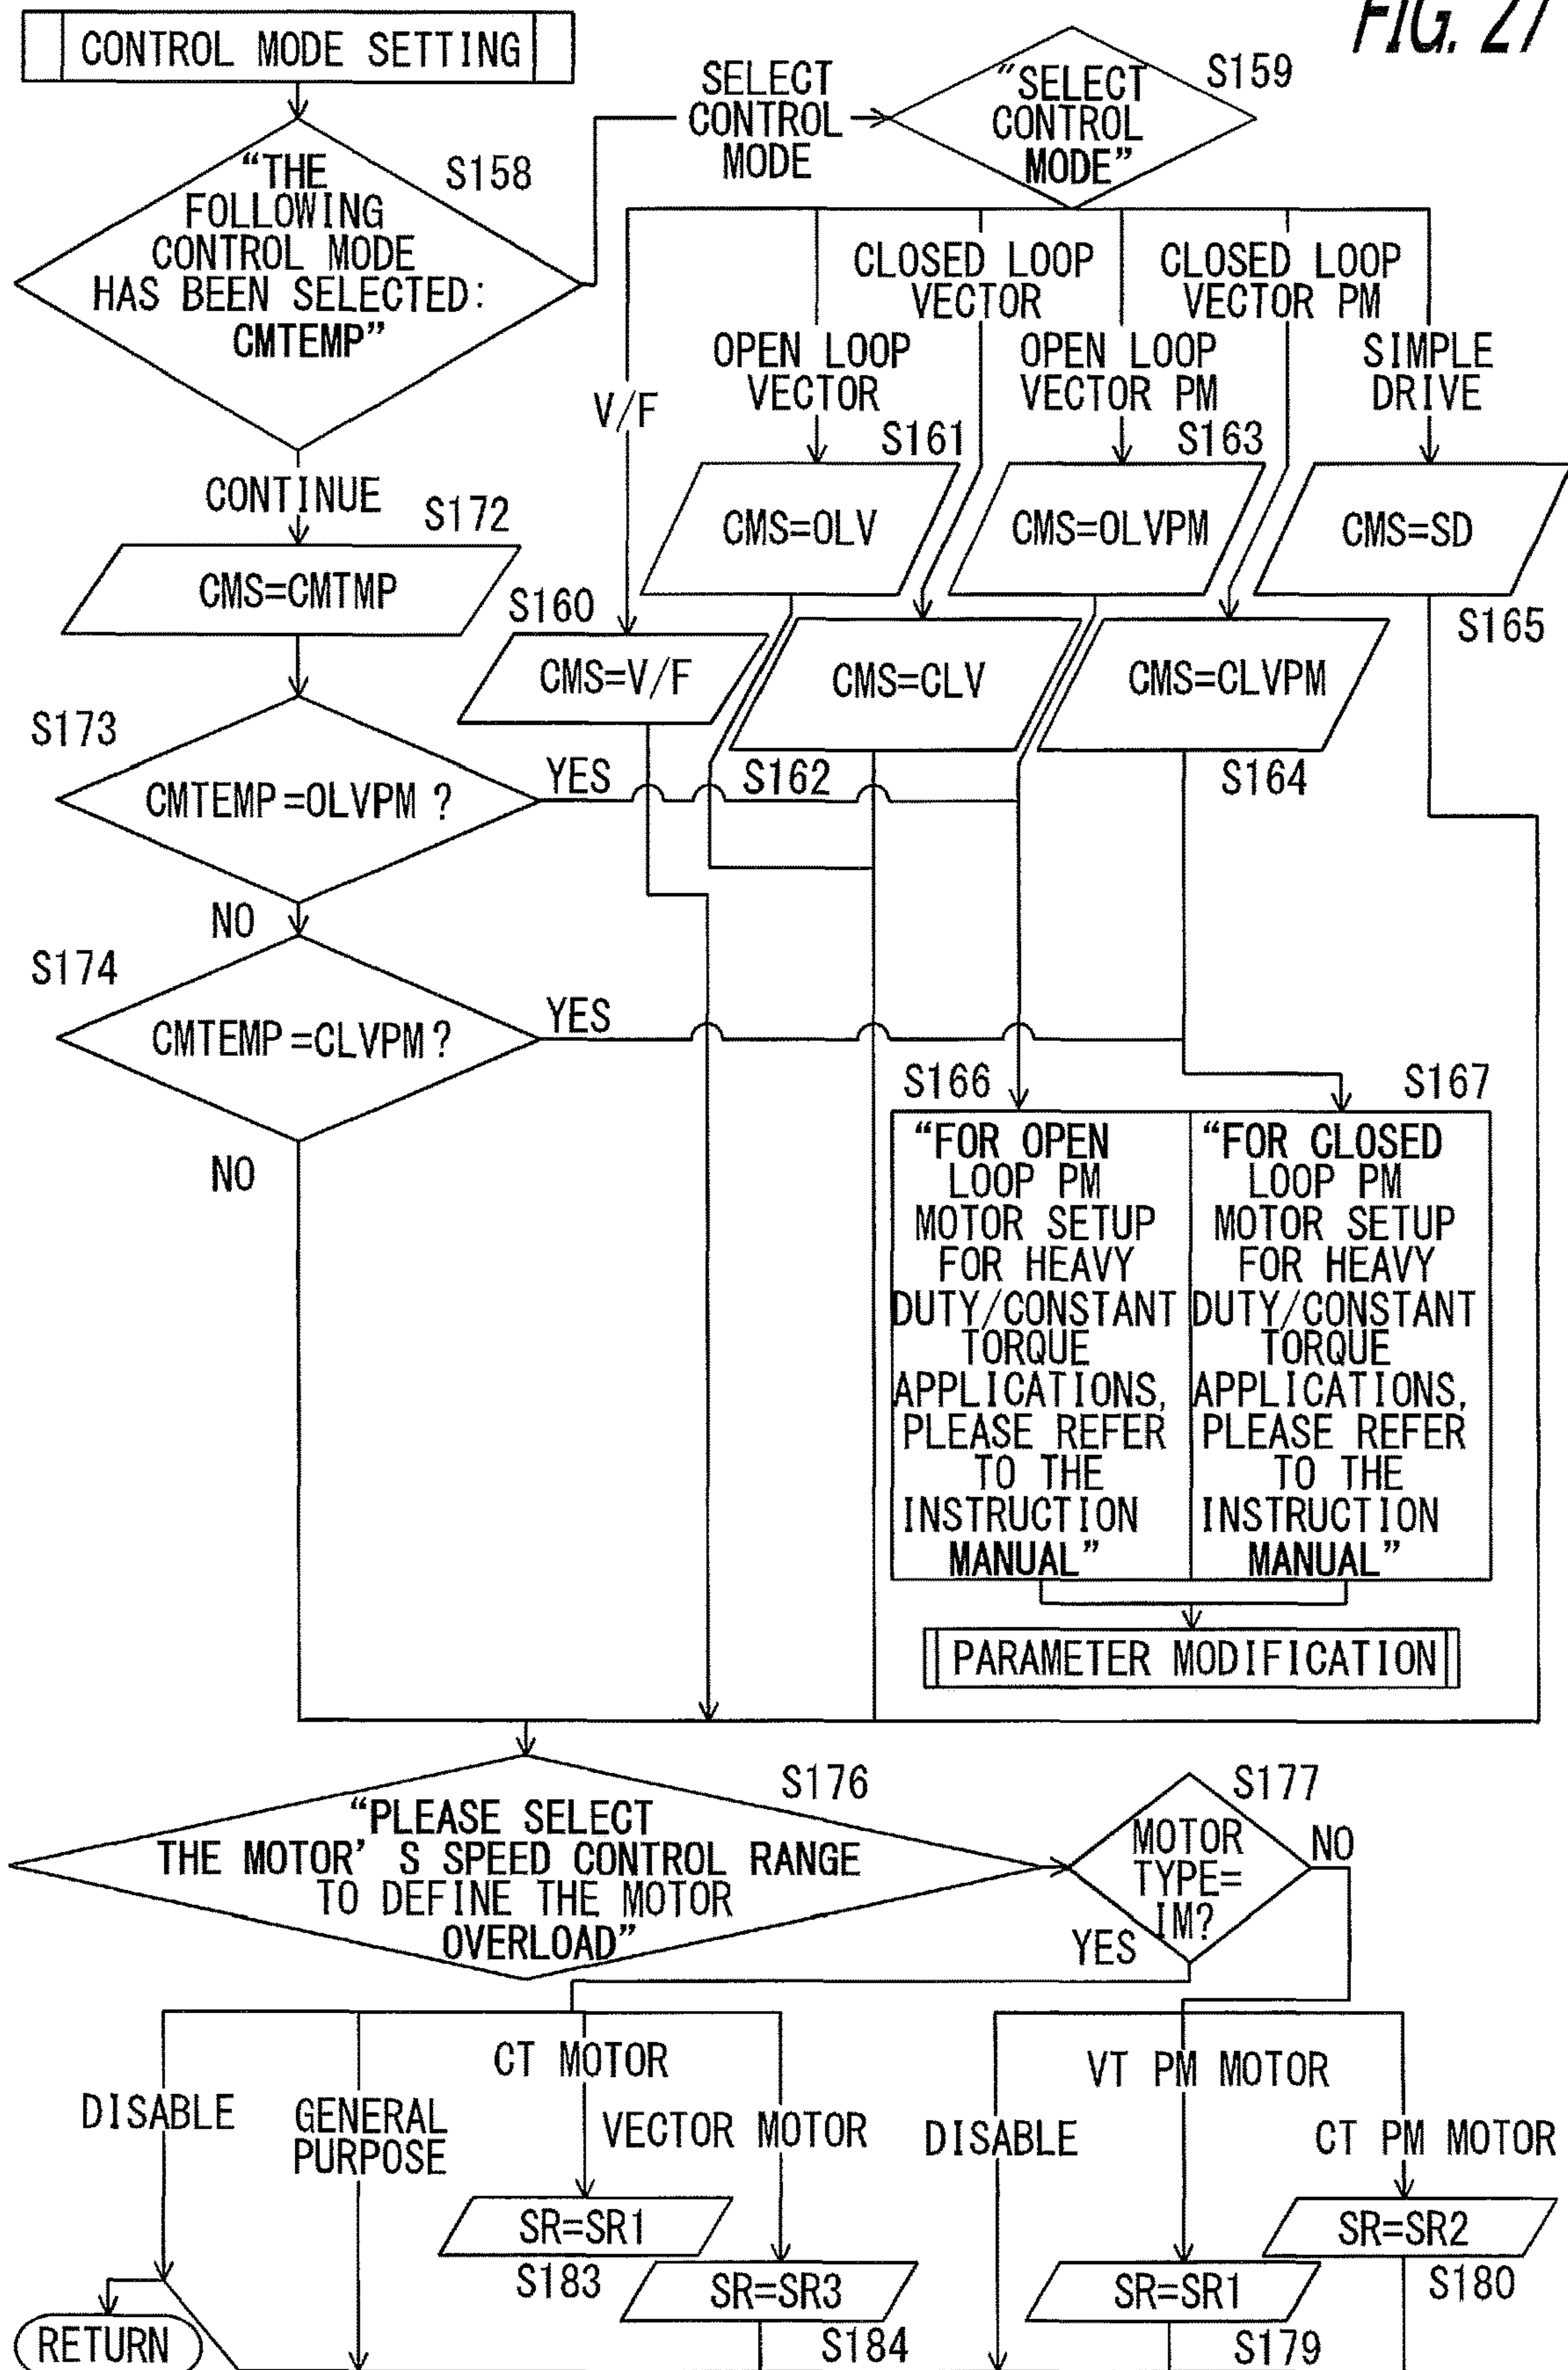 FIG. 27
CONTROL MODE SETTING
"THE
FOLLOWING
CONTROL MODE
HAS BEEN SELECTED:
CMTEMP"
S158
SELECT
CONTROL
MODE
"SELECT
CONTROL
MODE"
S159
V/F
OPEN LOOP
VECTOR
CLOSED LOOP
VECTOR
OPEN LOOP
VECTOR PM
CLOSED LOOP
VECTOR PM
SIMPLE
DRIVE
CONTINUE
S172
CMS=CMTMP
S161
CMS=OLV
S163
CMS=OLVPM
CMS=SD
S165
S160
CMS=V/F
CMS=CLV
S162
CMS=CLVPM
S164
S173
CMTEMP=OLVPM?
YES
NO
S174
CMTEMP=CLVPM?
YES
NO
S166
"FOR OPEN
LOOP PM
MOTOR SETUP
FOR HEAVY
DUTY/CONSTANT
TORQUE
APPLICATIONS,
PLEASE REFER
TO THE
INSTRUCTION
MANUAL"
S167
"FOR CLOSED
LOOP PM
MOTOR SETUP
FOR HEAVY
DUTY/CONSTANT
TORQUE
APPLICATIONS,
PLEASE REFER
TO THE
INSTRUCTION
MANUAL"
PARAMETER MODIFICATION
S176
"PLEASE SELECT
THE MOTOR' S SPEED CONTROL RANGE
TO DEFINE THE MOTOR
OVERLOAD"
S177
MOTOR
TYPE=
IM?
NO
YES
DISABLE
GENERAL
PURPOSE
CT MOTOR
VECTOR MOTOR
DISABLE
VT PM MOTOR
CT PM MOTOR
SR=SR1
S183
SR=SR3
S184
SR=SR1
S179
SR=SR2
S180
RETURN